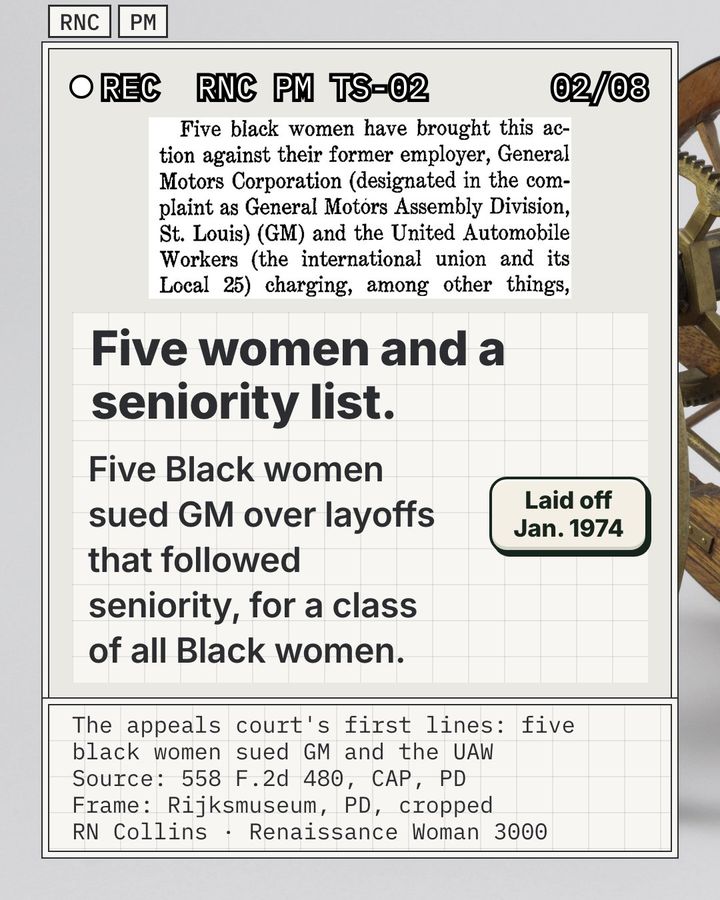 RNC PM
REC RNC PM TS-02 02/08
Five black women have brought this ac-
tion against their former employer, General
Motors Corporation (designated in the com-
plaint as General Motors Assembly Division,
St. Louis) (GM) and the United Automobile
Workers (the international union and its
Local 25) charging, among other things,
Five women and a
seniority list.
Five Black women
sued GM over layoffs
that followed
seniority, for a class
of all Black women.
Laid off
Jan. 1974
The appeals court's first lines: five
black women sued GM and the UAW
Source: 558 F.2d 480, CAP, PD
Frame: Rijksmuseum, PD, cropped
RN Collins · Renaissance Woman 3000